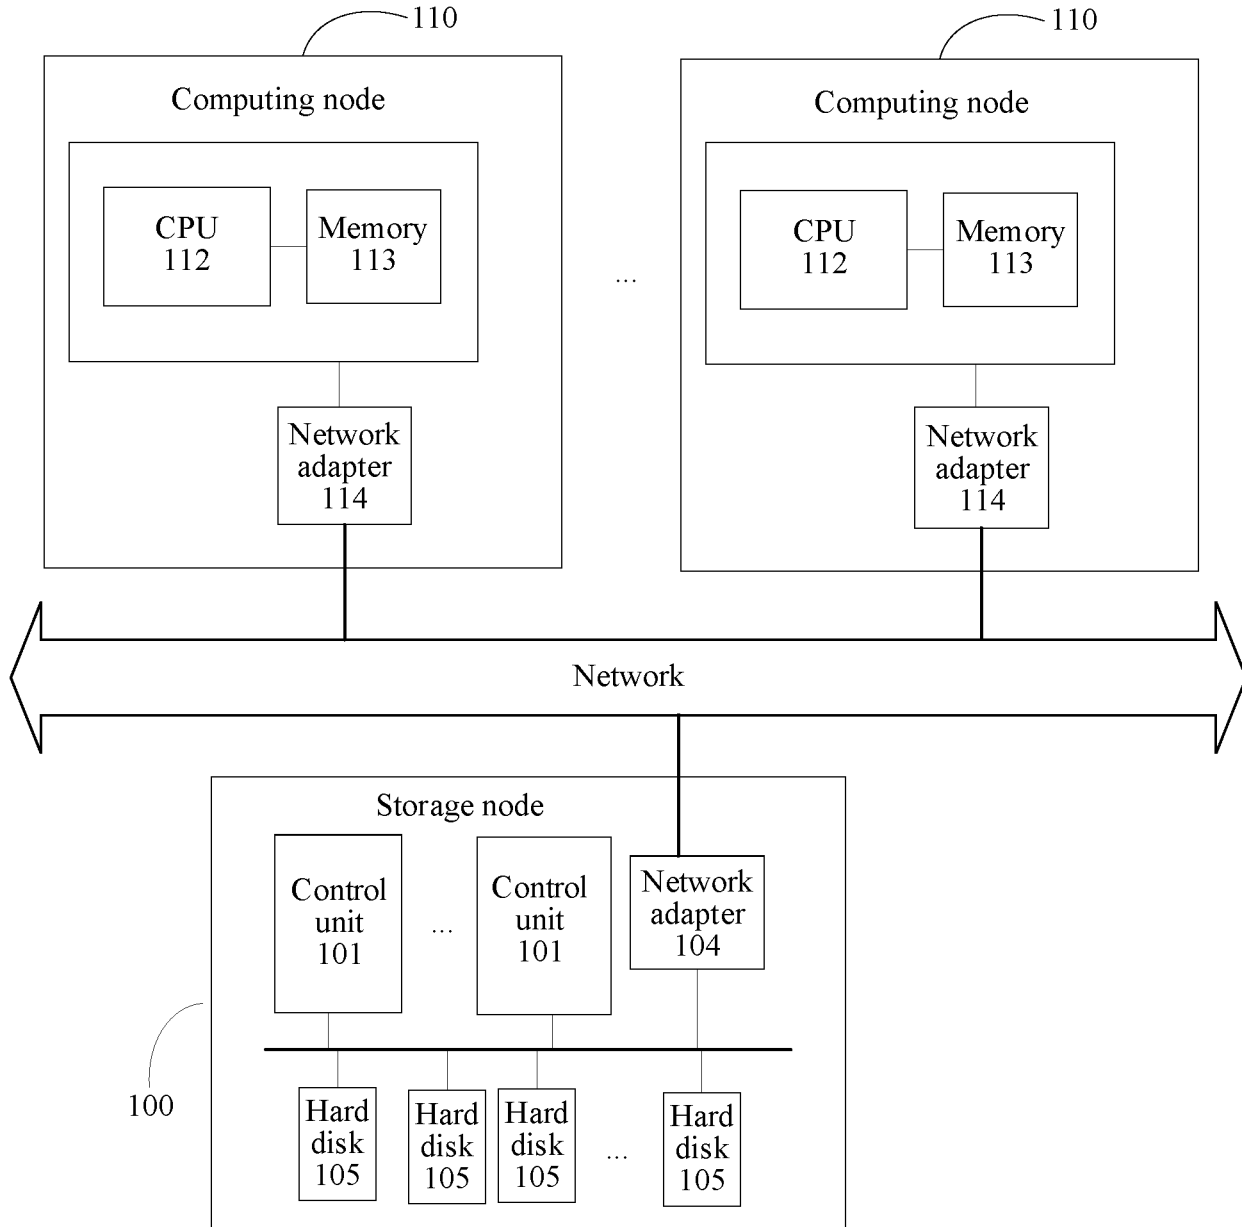 110
110
Computing node
Computing node
CPU
112
Memory
113
...
CPU
112
Memory
113
Network
adapter
114
Network
adapter
114
Network
Storage node
Control
unit
101
...
Control
unit
101
Network
adapter
104
100
Hard
disk
105
Hard
disk
105
Hard
disk
105
...
Hard
disk
105